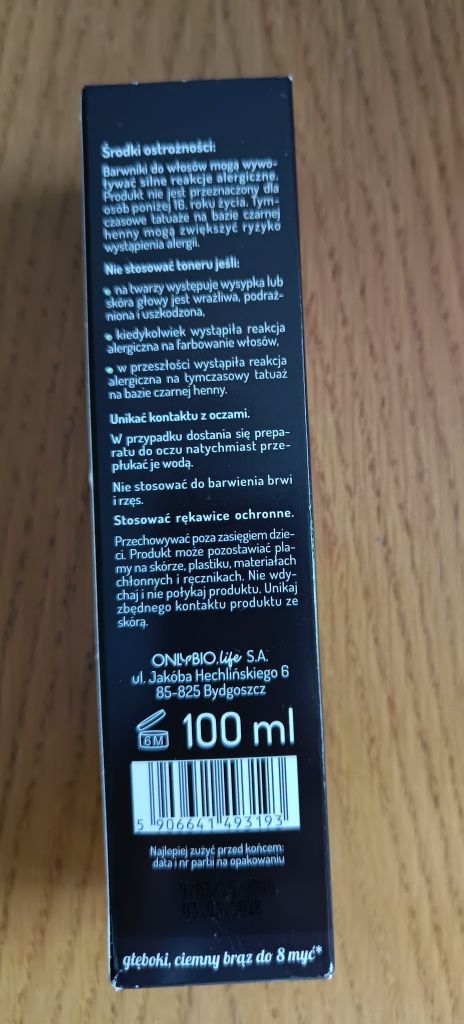 Środki ostrożności:
Barwniki do włosów mogą wywo-
ływać silne reakcje alergiczne.
Produkt nie jest przeznaczony dla
osób poniżej 16. roku życia. Tym-
czasowe tatuaże na bazie czarnej
henny mogą zwiększyć ryzyko
wystąpienia alergii.
Nie stosować toneru jeśli:
• na twarzy występuje wysypka lub
skóra głowy jest wrażliwa, podraż-
niona i uszkodzona,
• kiedykolwiek wystąpiła reakcja
alergiczna na farbowanie włosów,
• w przeszłości wystąpiła reakcja
alergiczna na tymczasowy tatuaż
na bazie czarnej henny.
Unikać kontaktu z oczami.
W przypadku dostania się prepa-
ratu do oczu natychmiast prze-
płukać je wodą.
Nie stosować do barwienia brwi
i rzęs.
Stosować rękawice ochronne.
Przechowywać poza zasięgiem dzie-
ci. Produkt może pozostawiać pla-
my na skórze, plastiku, materiałach
chłonnych i ręcznikach. Nie wdy-
chaj i nie połykaj produktu. Unikaj
zbędnego kontaktu produktu ze
skórą.
ONLYBIO.life S.A.
ul. Jakóba Hechlińskiego 6
85-825 Bydgoszcz
6M 100 ml
5 906641 493193
Najlepiej zużyć przed końcem:
data i nr partii na opakowaniu
głęboki, ciemny brąz do 8 myć*